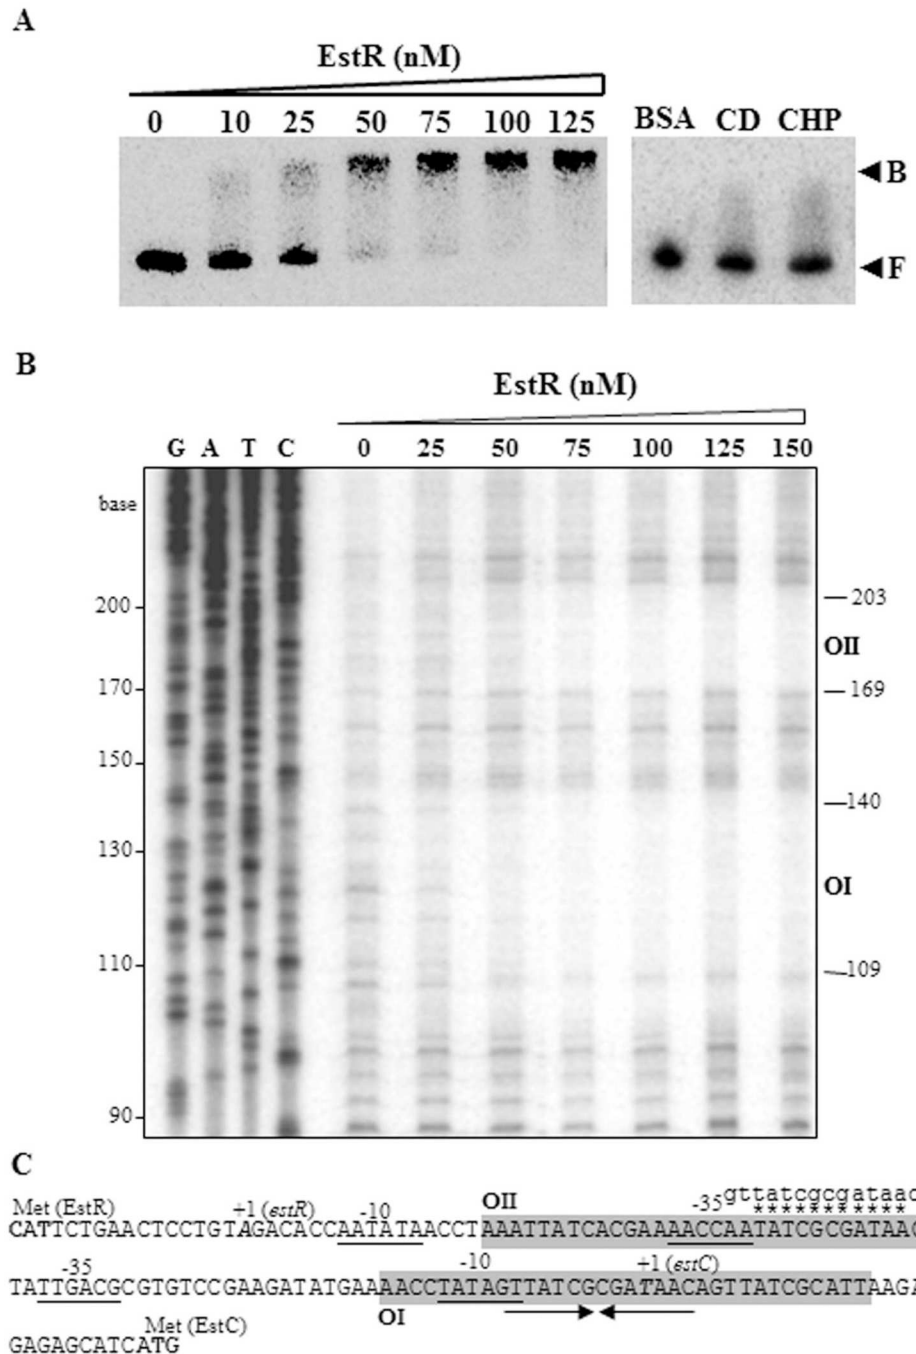 A
EstR (nM)
0 10 25 50 75 100 125
BSA CD CHP
B
F
B
EstR (nM)
G A T C 0 25 50 75 100 125 150
base
203
200
OII
170
169
150
140
130
OI
110
109
90
C
gttatcgcgataac
Met (EstR) +1 (estR) -10 OII -35 ***********
CATTCTGAACTCCTGTAGACACCAATATAACCTAAATTATCACGAAAACCAATATCGCGATAAC
-35 -10 +1 (estC)
TATTGACGCGTGTCCGAAGATATGAAAACCTATAGTTATCGCGATAACAGTTATCGCATTAAGA
OI
Met (EstC)
GAGAGCATCATG